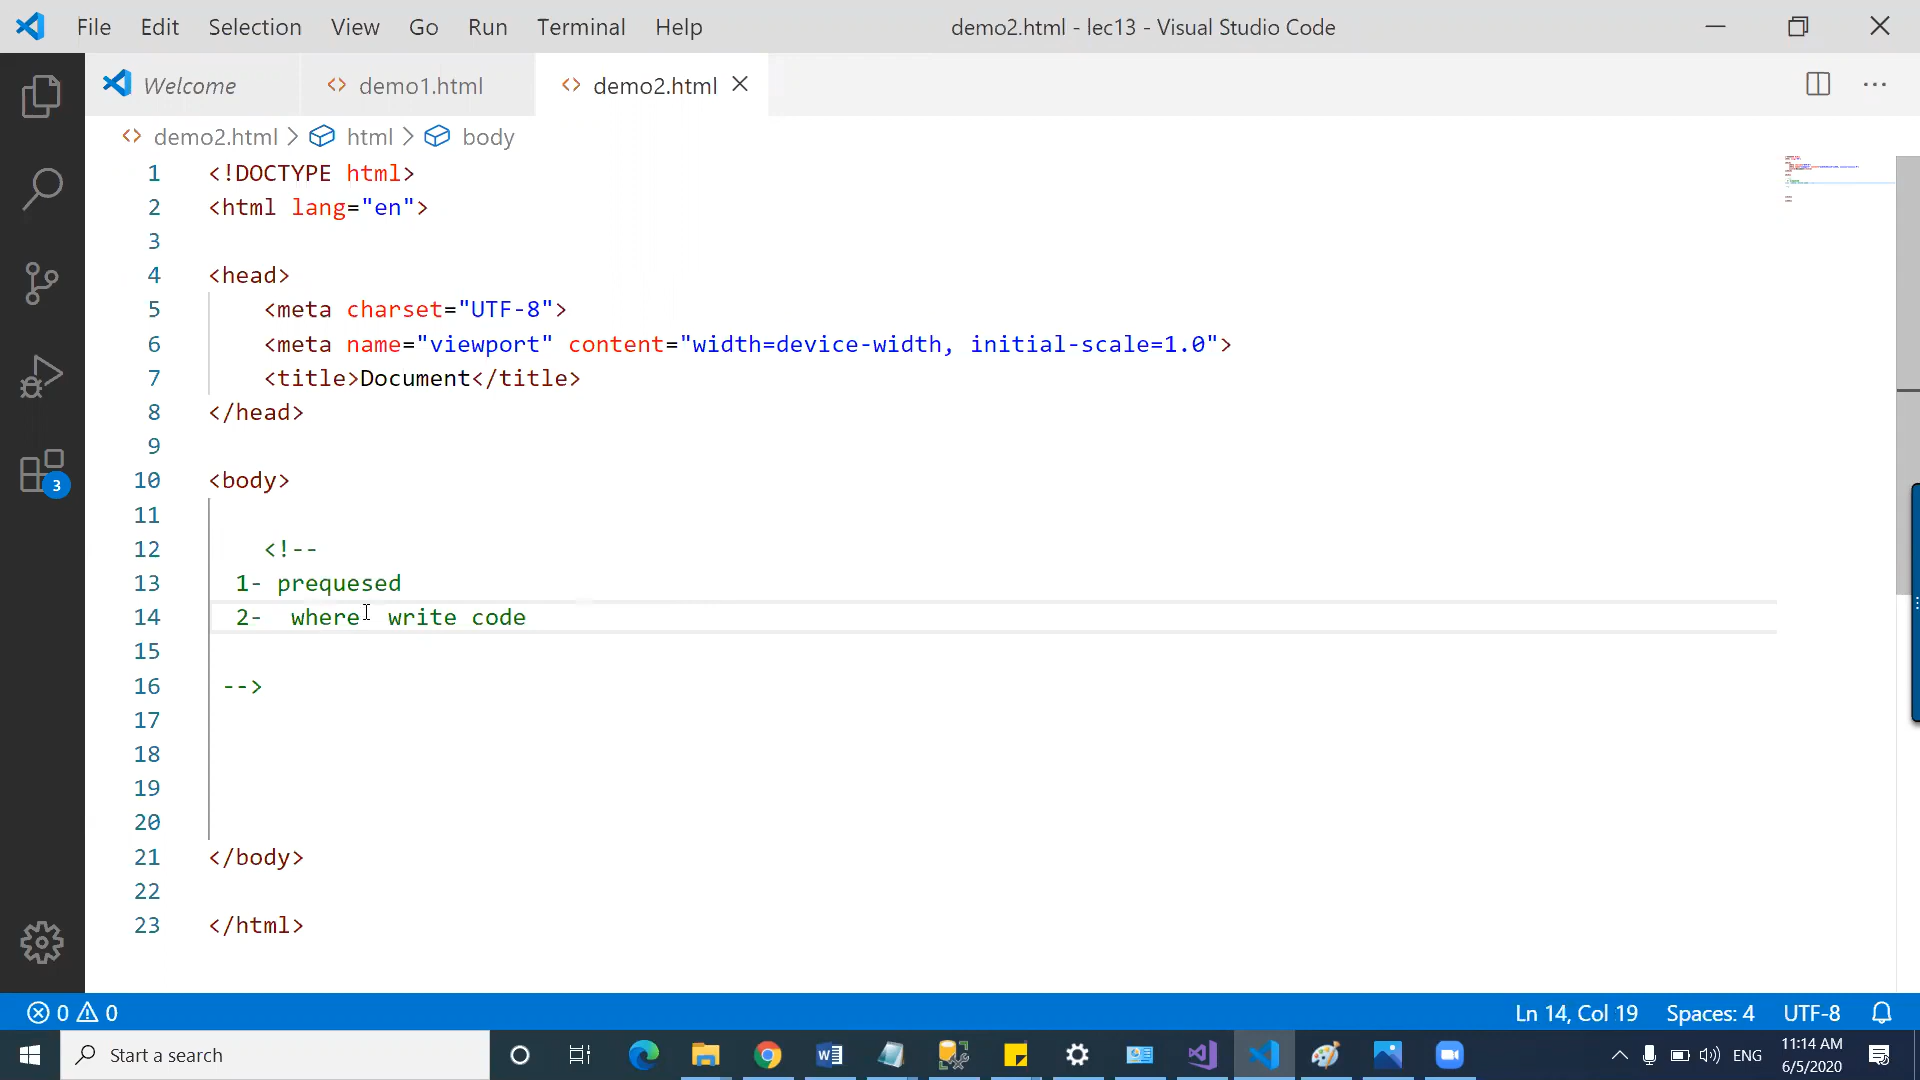 File Edit Selection View Go Run Terminal Help demo2.html - lec13 - Visual Studio Code
Welcome demo1.html demo2.html
demo2.html > html > body
1 <!DOCTYPE html>
2 <html lang="en">
3
4 <head>
5 <meta charset="UTF-8">
6 <meta name="viewport" content="width=device-width, initial-scale=1.0">
7 <title>Document</title>
8 </head>
9
10 <body>
11
12 <!--
13 1- prequesed
14 2- where write code
15
16 -->
17
18
19
20
21 </body>
22
23 </html>
3
0 0 Ln 14, Col 19 Spaces: 4 UTF-8
Start a search ENG 11:14 AM
6/5/2020